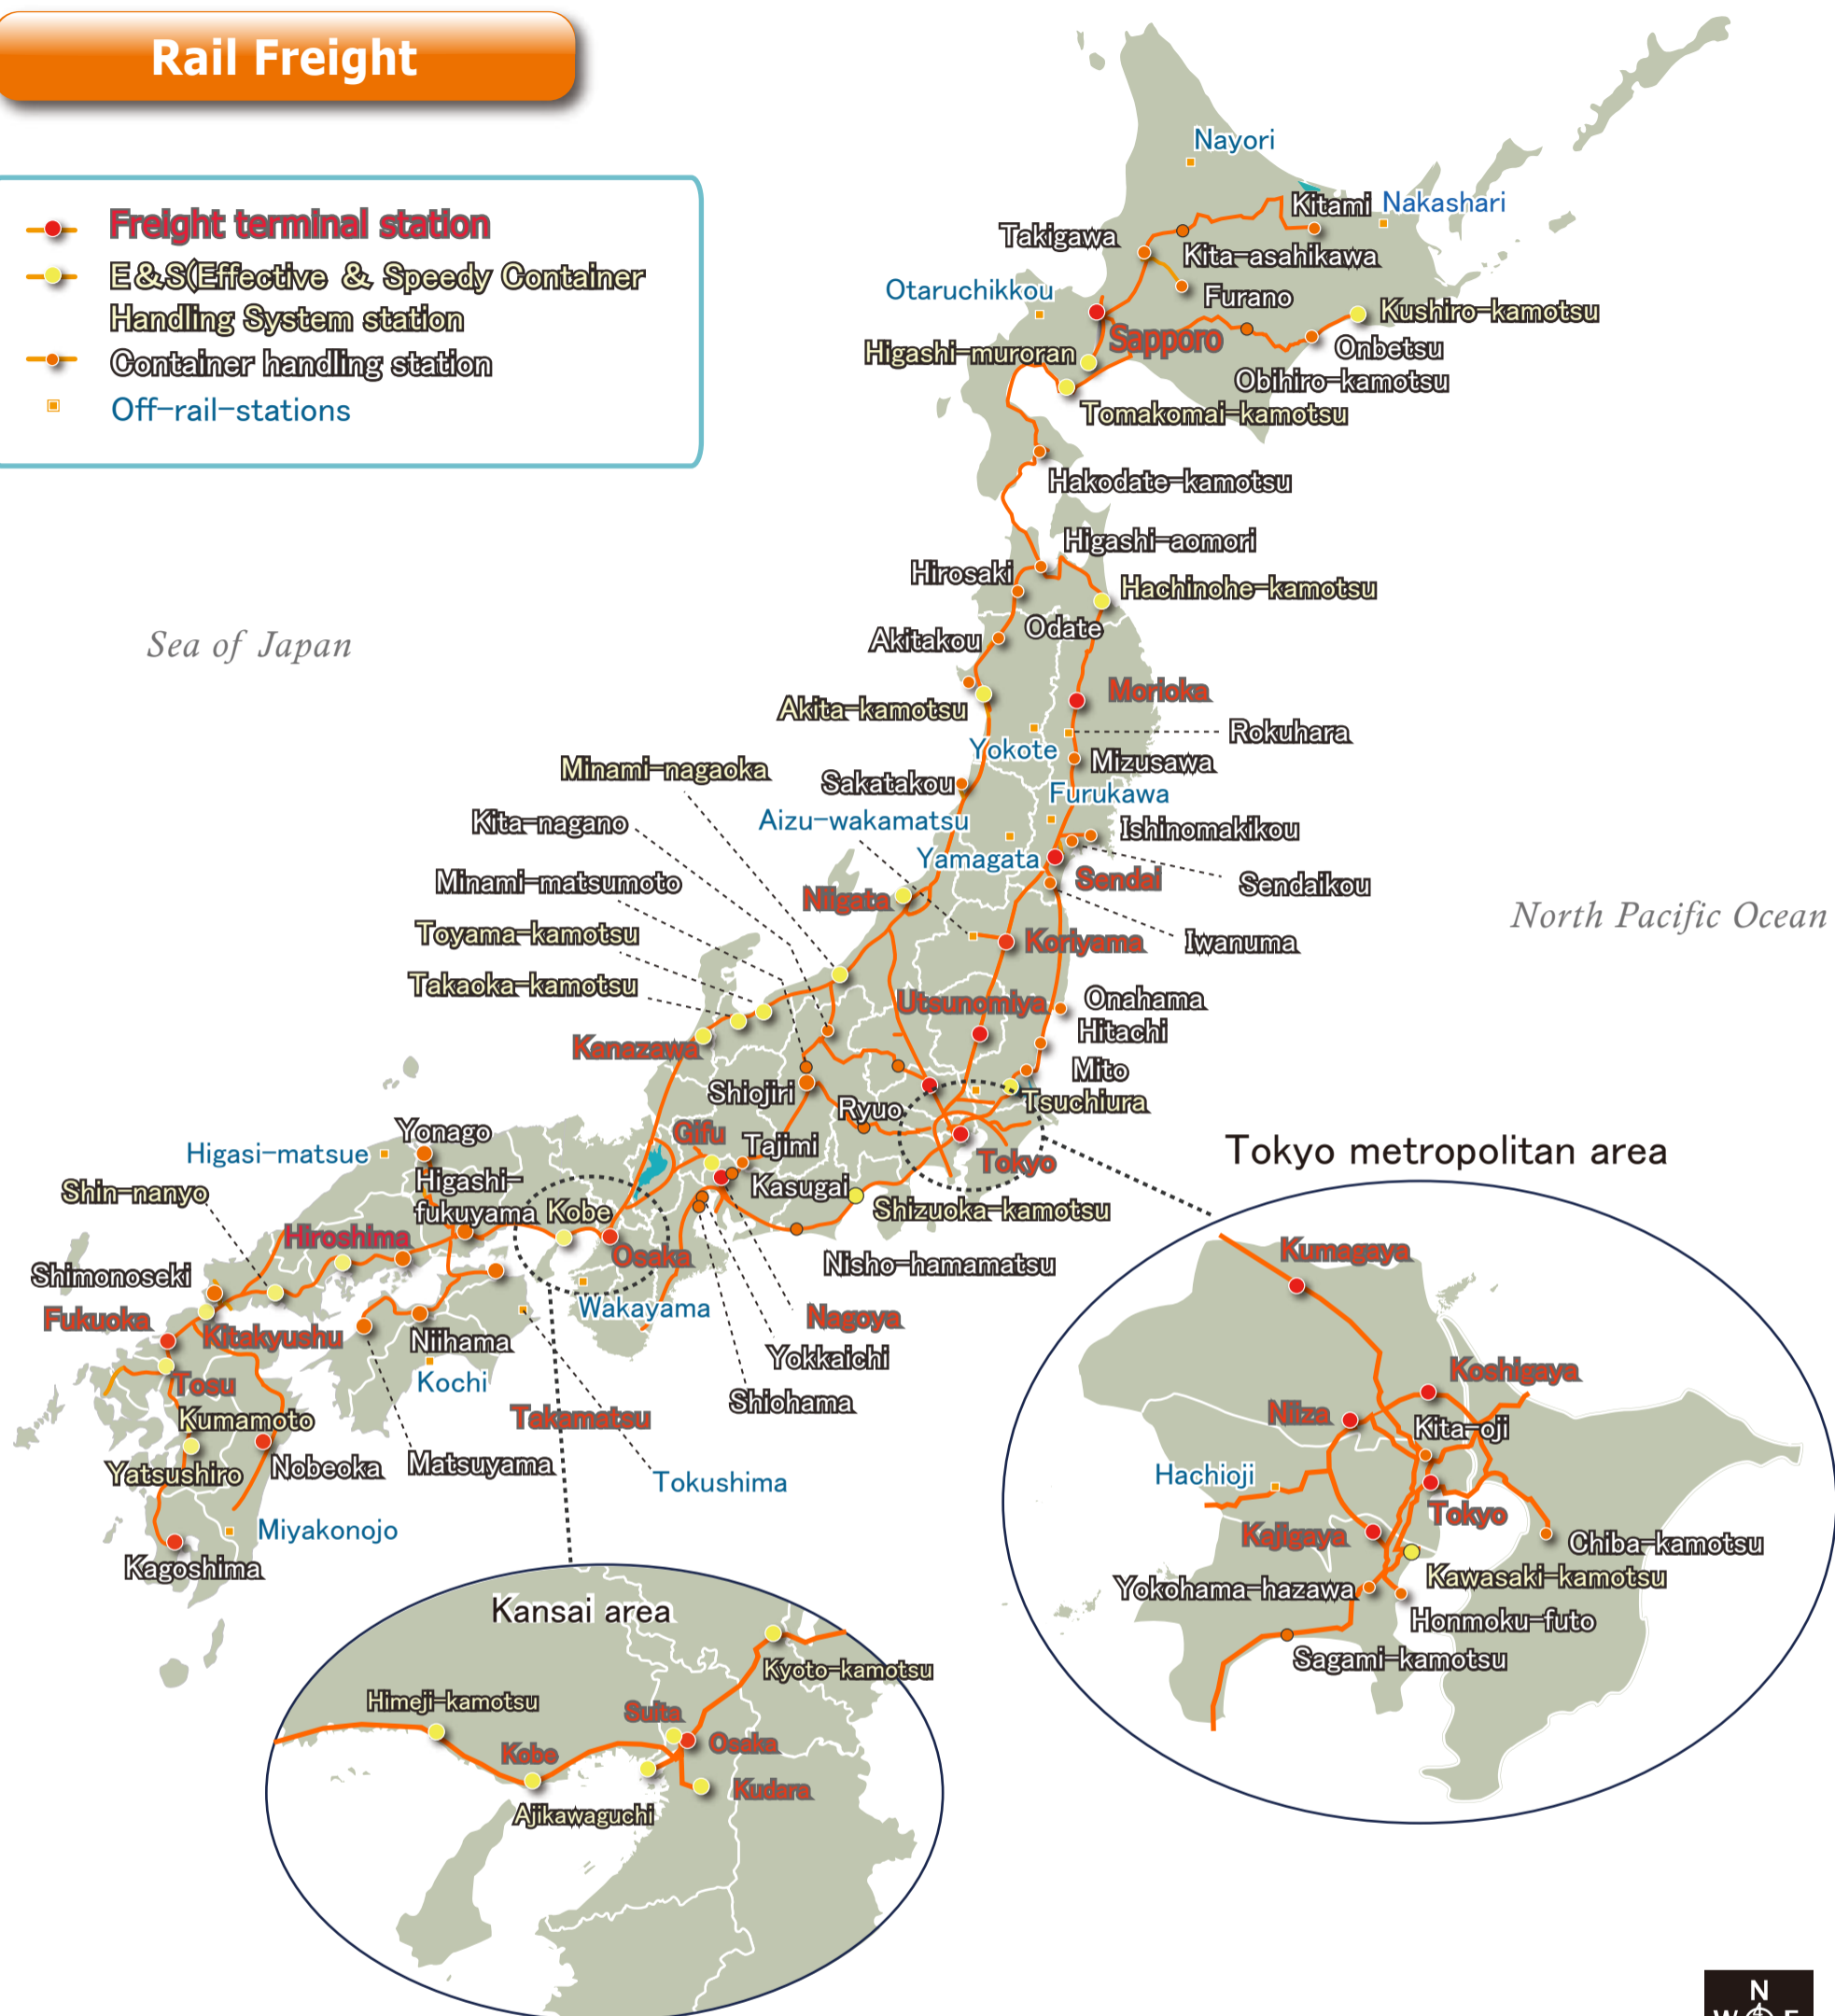 Rail Freight
Freight terminal station
E&S(Effective & Speedy Container
Handling System station
Container handling station
Off-rail-stations
Nayori
Kitami
Nakashari
Takigawa
Kita-asahikawa
Otaruchikkou
Furano
Kushiro-kamotsu
Sapporo
Higashi-muroran
Onbetsu
Obihiro-kamotsu
Tomakomai-kamotsu
Hakodate-kamotsu
Higashi-aomori
Hirosaki
Hachinohe-kamotsu
Odate
Akitakou
Sea of Japan
Morioka
Akita-kamotsu
Rokuhara
Yokote
Mizusawa
Minami-nagaoka
Sakatakou
Furukawa
Kita-nagano
Aizu-wakamatsu
Ishinomakikou
Yamagata
Minami-matsumoto
Sendai
Sendaikou
Niigata
North Pacific Ocean
Toyama-kamotsu
Koriyama
Iwanuma
Takaoka-kamotsu
Utsunomiya
Onahama
Hitachi
Kanazawa
Mito
Shiojiri
Tsuchiura
Ryuo
Yonago
Gifu
Tajimi
Higasi-matsue
Tokyo
Tokyo metropolitan area
Higashi-
fukuyama
Shin-nanyo
Kasugai
Kobe
Shizuoka-kamotsu
Hiroshima
Osaka
Nisho-hamamatsu
Shimonoseki
Wakayama
Fukuoka
Kitakyushu
Nagoya
Niihama
Yokkaichi
Tosu
Kochi
Shiohama
Kumamoto
Takamatsu
Yatsushiro
Nobeoka
Matsuyama
Tokushima
Miyakonojo
Kagoshima
Kumagaya
Koshigaya
Niiza
Kita-oji
Hachioji
Tokyo
Kajigaya
Chiba-kamotsu
Yokohama-hazawa
Kawasaki-kamotsu
Honmoku-futo
Sagami-kamotsu
Kansai area
Kyoto-kamotsu
Himeji-kamotsu
Suita
Osaka
Kobe
Kudara
Ajikawaguchi
N
W E